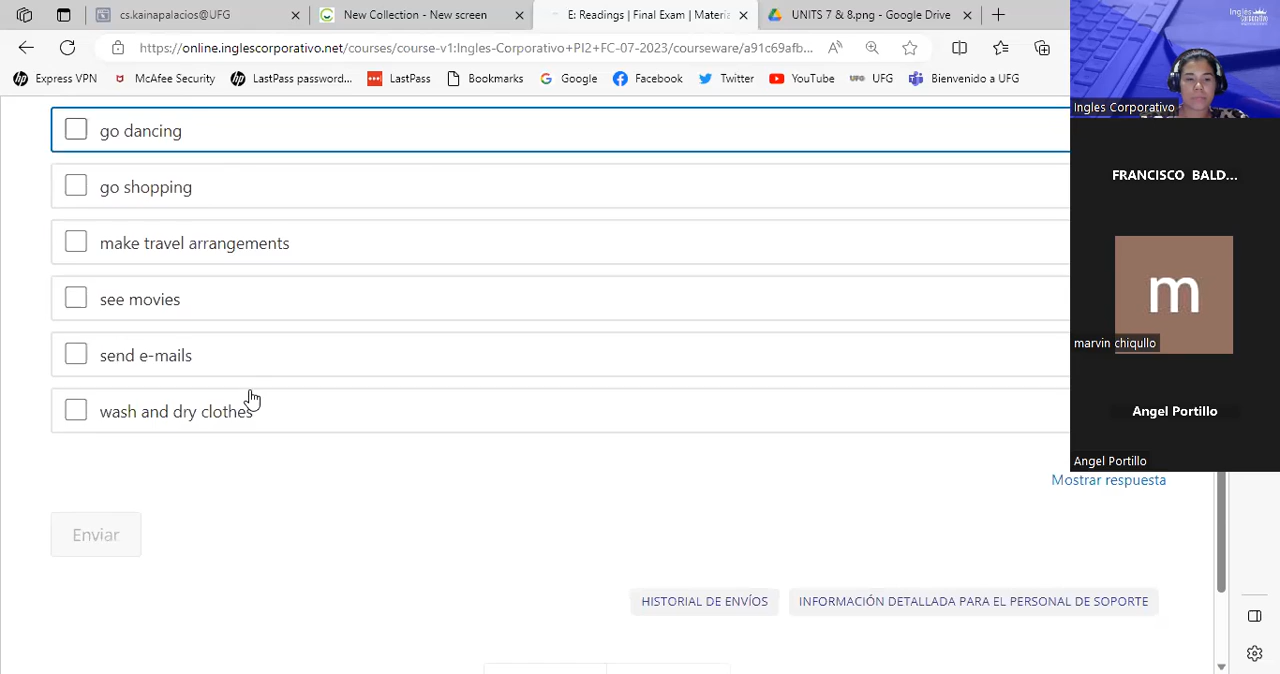 cs.kainapalacios@UFG
New Collection - New screen
E: Readings | Final Exam | Materia
UNITS 7 & 8.png - Google Drive
https://online.inglescorporativo.net/courses/course-v1:Ingles-Corporativo+PI2+FC-07-2023/courseware/a91c69afb...
Express VPN
McAfee Security
LastPass password...
LastPass
Bookmarks
Google
Facebook
Twitter
YouTube
UFG
Bienvenido a UFG
go dancing
go shopping
make travel arrangements
see movies
send e-mails
wash and dry clothes
Mostrar respuesta
Enviar
HISTORIAL DE ENVÍOS
INFORMACIÓN DETALLADA PARA EL PERSONAL DE SOPORTE
Ingles Corporativo
FRANCISCO BALD...
m
marvin chiqullo
Angel Portillo
Angel Portillo